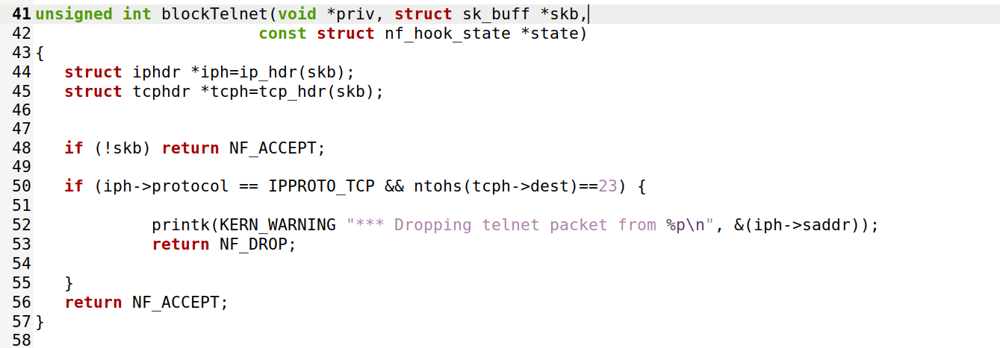 41 unsigned int blockTelnet(void *priv, struct sk_buff *skb,
42                        const struct nf_hook_state *state)
43 {
44    struct iphdr *iph=ip_hdr(skb);
45    struct tcphdr *tcph=tcp_hdr(skb);
46
47
48    if (!skb) return NF_ACCEPT;
49
50    if (iph->protocol == IPPROTO_TCP && ntohs(tcph->dest)==23) {
51
52             printk(KERN_WARNING "*** Dropping telnet packet from %p\n", &(iph->saddr));
53             return NF_DROP;
54
55    }
56    return NF_ACCEPT;
57 }
58